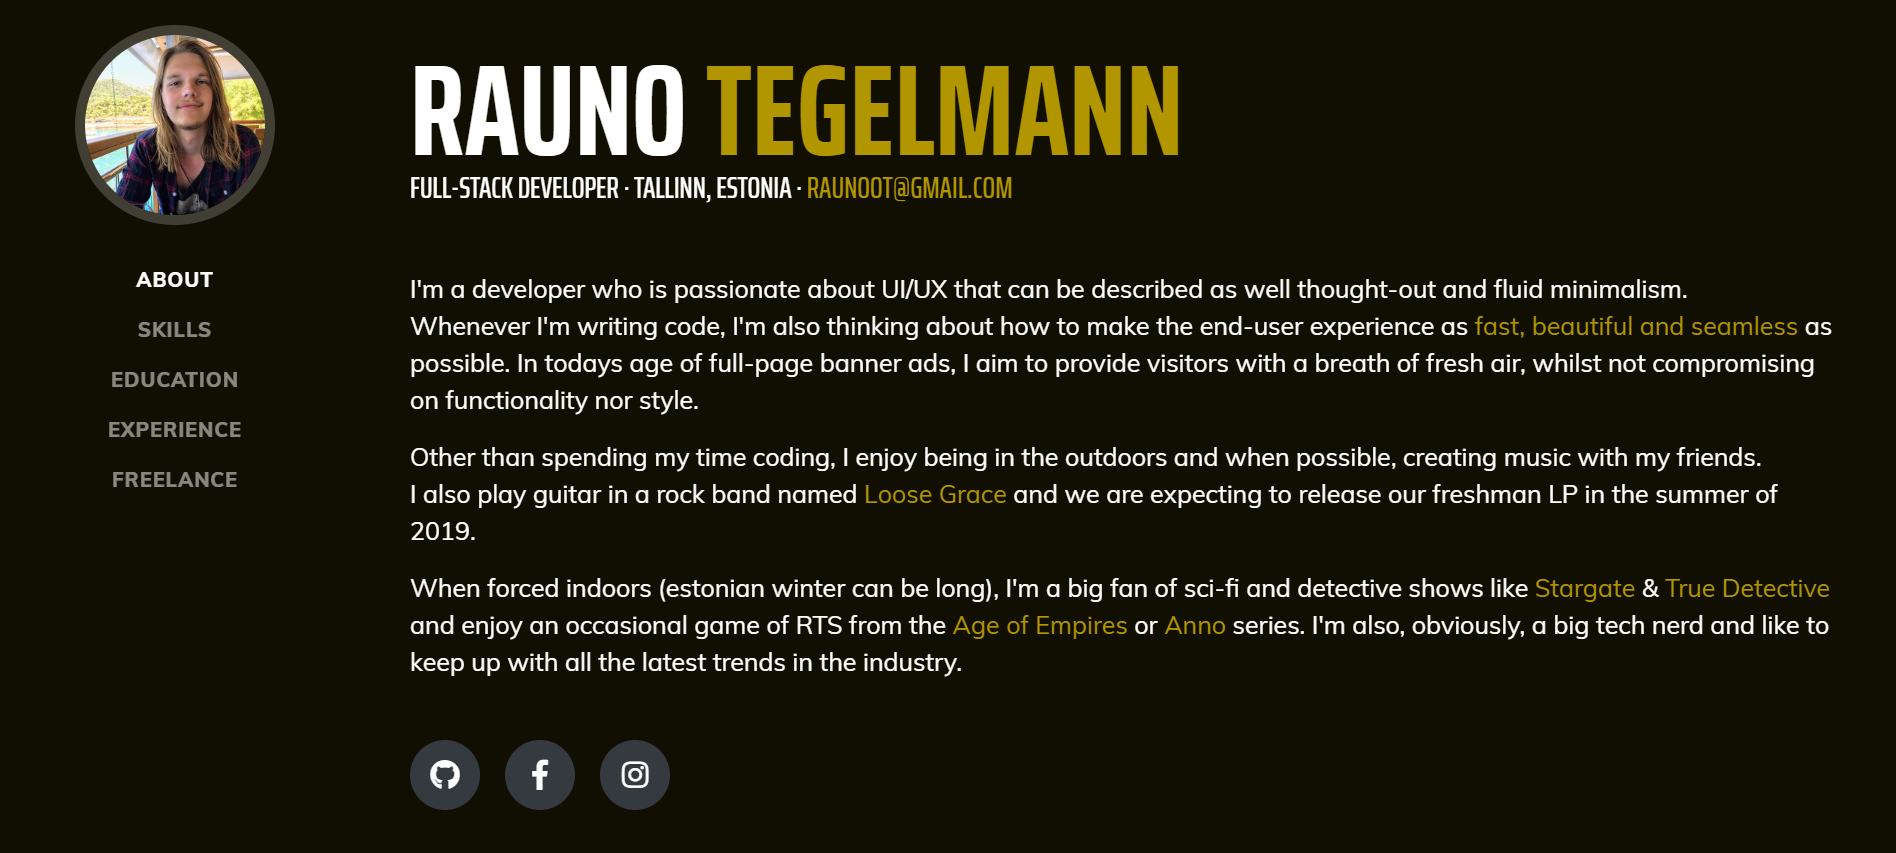 RAUNO TEGELMANN
FULL-STACK DEVELOPER · TALLINN, ESTONIA · RAUNOOT@GMAIL.COM
ABOUT
SKILLS
EDUCATION
EXPERIENCE
FREELANCE
I'm a developer who is passionate about UI/UX that can be described as well thought-out and fluid minimalism.
Whenever I'm writing code, I'm also thinking about how to make the end-user experience as fast, beautiful and seamless as
possible. In todays age of full-page banner ads, I aim to provide visitors with a breath of fresh air, whilst not compromising
on functionality nor style.
Other than spending my time coding, I enjoy being in the outdoors and when possible, creating music with my friends.
I also play guitar in a rock band named Loose Grace and we are expecting to release our freshman LP in the summer of
2019.
When forced indoors (estonian winter can be long), I'm a big fan of sci-fi and detective shows like Stargate & True Detective
and enjoy an occasional game of RTS from the Age of Empires or Anno series. I'm also, obviously, a big tech nerd and like to
keep up with all the latest trends in the industry.